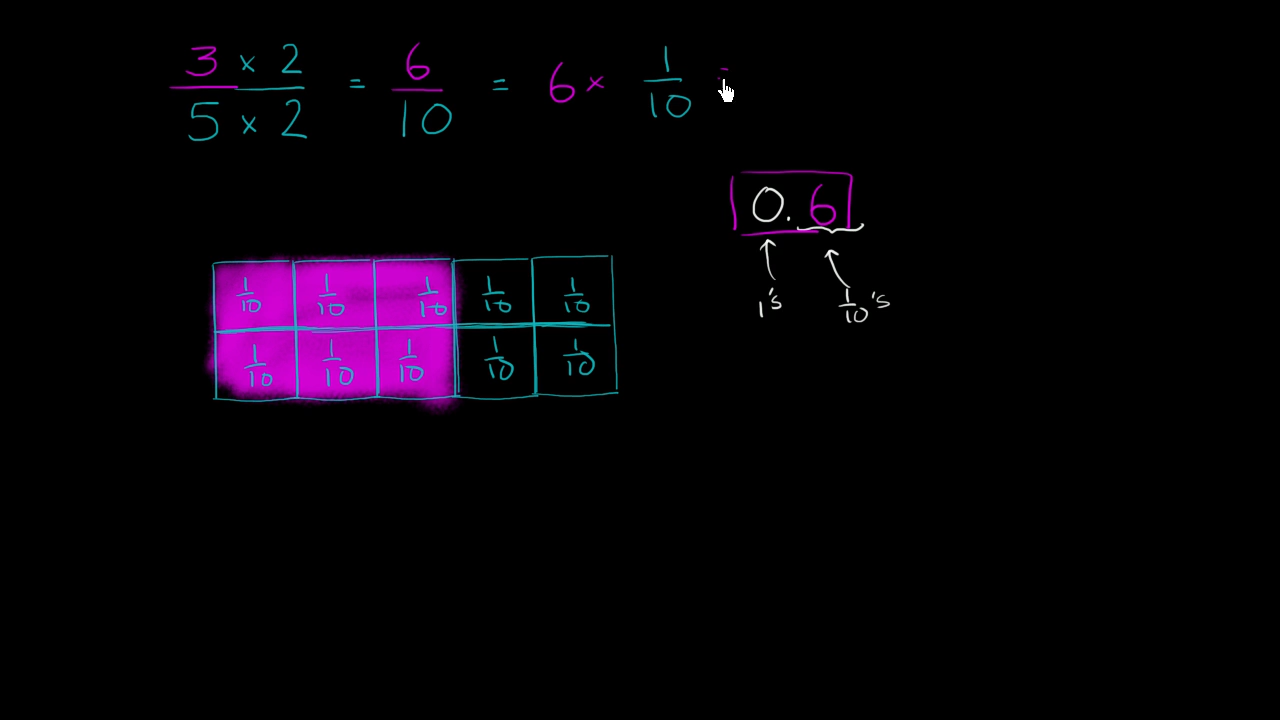 3 × 2 / 5 × 2 = 6/10 = 6 × 1/10 =
0.6
1's 1/10's
1/10 1/10 1/10 1/10 1/10
1/10 1/10 1/10 1/10 1/10